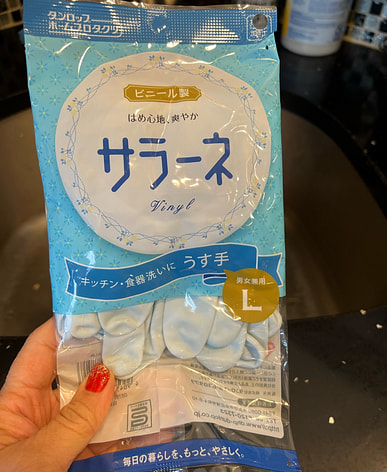 ダンロップ
ホームプロダクツ
ビニール製
はめ心地、爽やか
サラーネ
Vinyl
キッチン・食器洗いに うす手
男女兼用
L
毎日の暮らしを、もっと、やさしく。